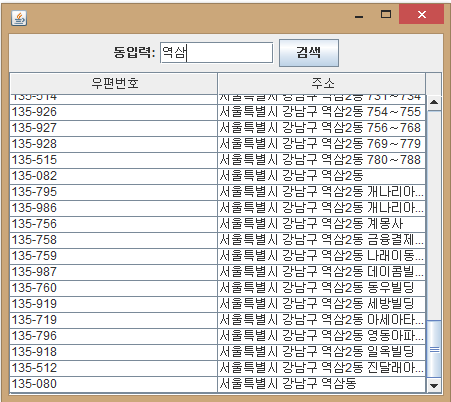 동입력: 역삼 검색
우편번호 주소
135-514 서울특별시 강남구 역삼2동 731~734
135-926 서울특별시 강남구 역삼2동 754~755
135-927 서울특별시 강남구 역삼2동 756~768
135-928 서울특별시 강남구 역삼2동 769~779
135-515 서울특별시 강남구 역삼2동 780~788
135-082 서울특별시 강남구 역삼2동
135-795 서울특별시 강남구 역삼2동 개나리아...
135-986 서울특별시 강남구 역삼2동 개나리아...
135-756 서울특별시 강남구 역삼2동 계몽사
135-758 서울특별시 강남구 역삼2동 금융결제...
135-759 서울특별시 강남구 역삼2동 나래이동...
135-987 서울특별시 강남구 역삼2동 데이콤빌...
135-760 서울특별시 강남구 역삼2동 동우빌딩
135-919 서울특별시 강남구 역삼2동 세방빌딩
135-719 서울특별시 강남구 역삼2동 아세아타...
135-796 서울특별시 강남구 역삼2동 영동아파...
135-918 서울특별시 강남구 역삼2동 일옥빌딩
135-512 서울특별시 강남구 역삼2동 진달래아...
135-080 서울특별시 강남구 역삼동